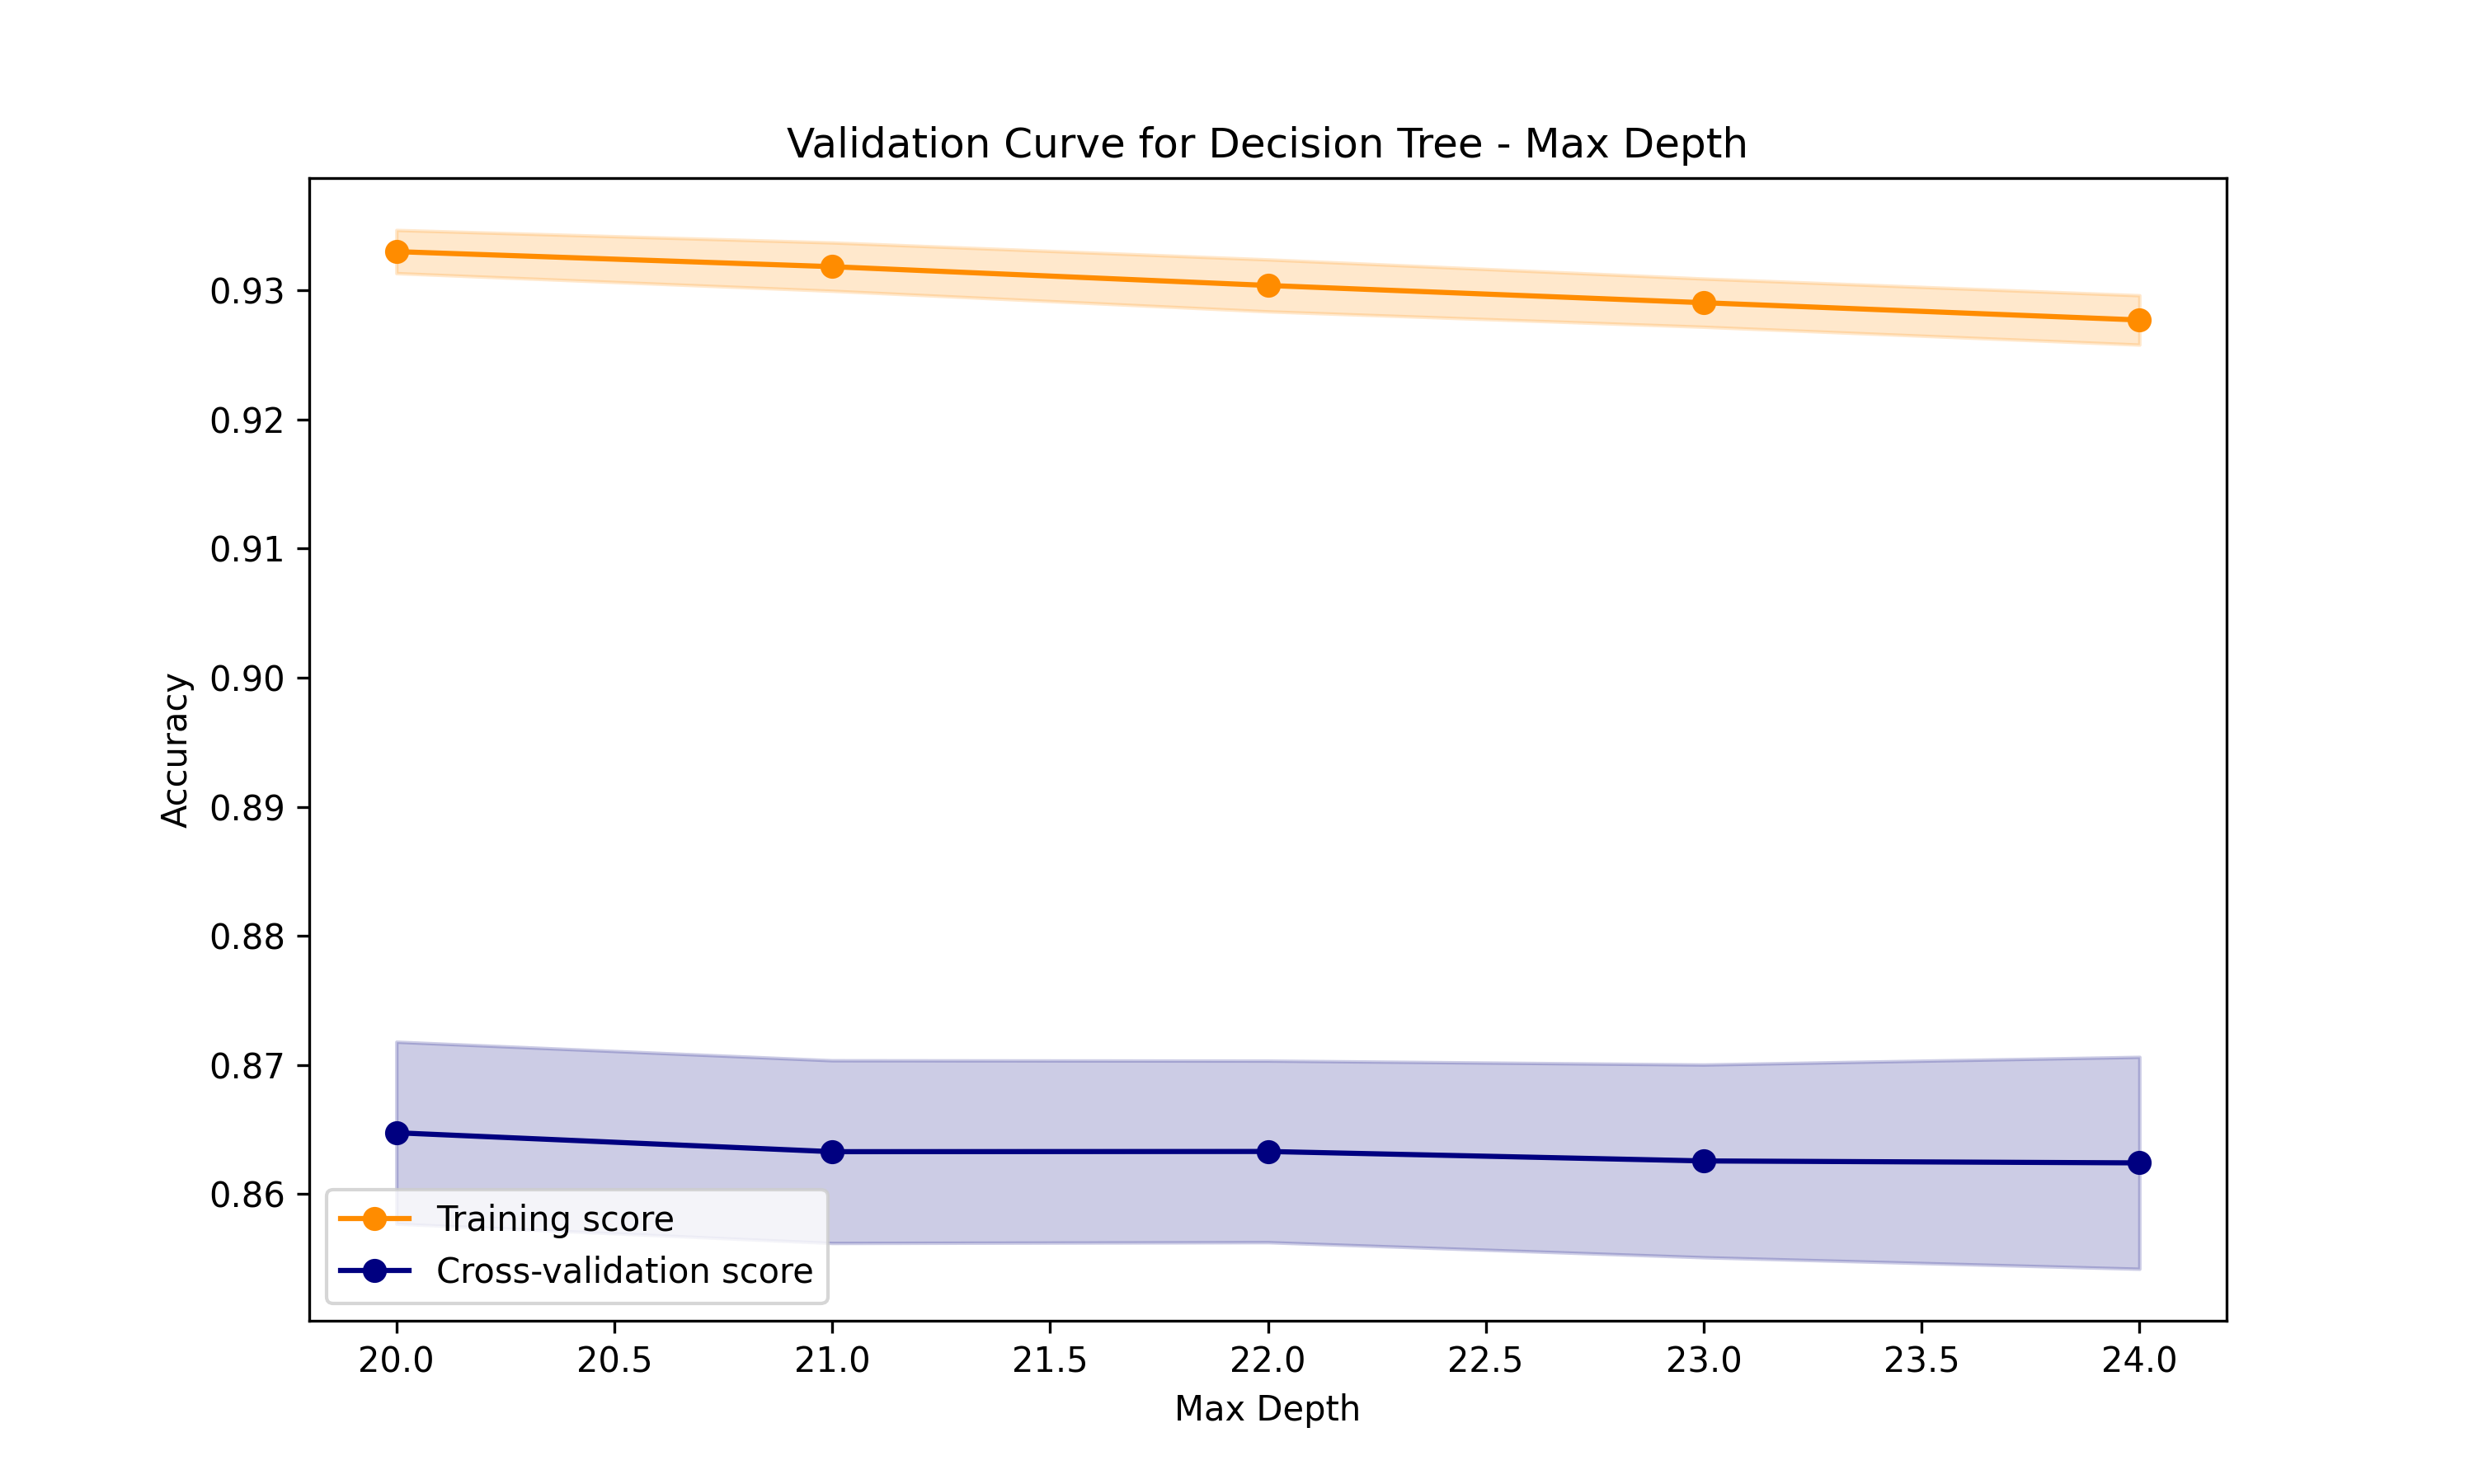 Validation Curve for Decision Tree - Max Depth
Accuracy
0.93
0.92
0.91
0.90
0.89
0.88
0.87
0.86
Training score
Cross-validation score
20.0 20.5 21.0 21.5 22.0 22.5 23.0 23.5 24.0
Max Depth